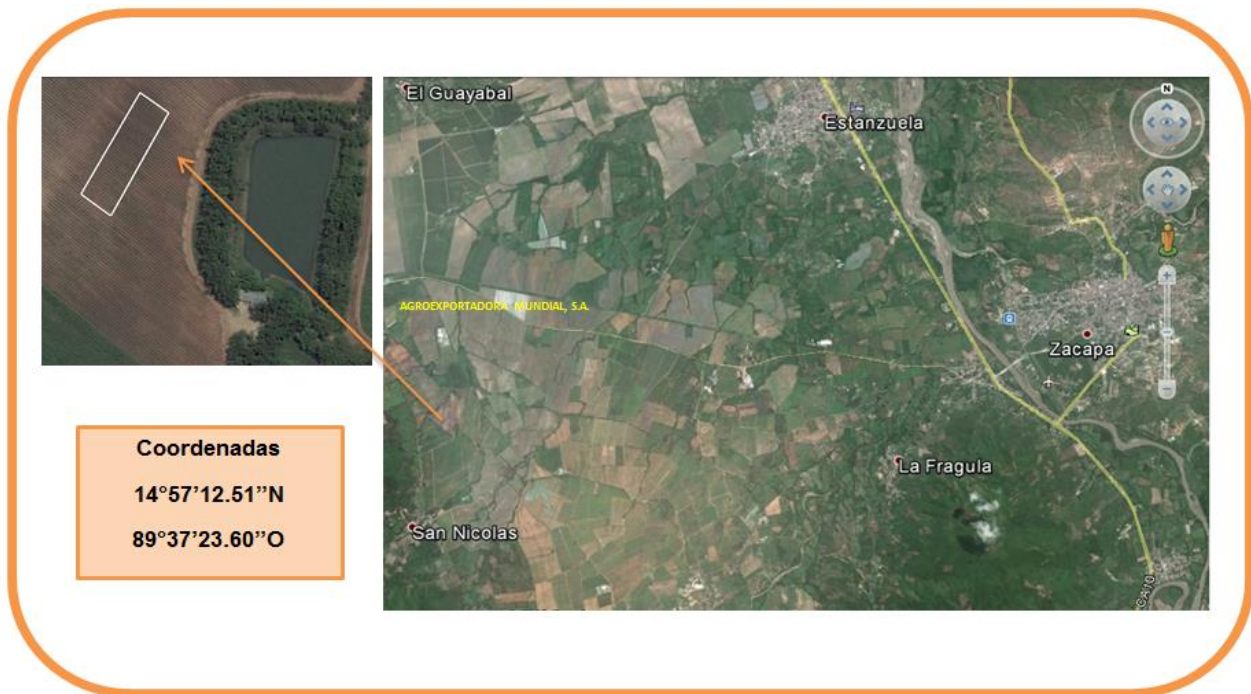 El Guayabal
Estanzuela
N
AGROEXPORTADORA MUNDIAL, S.A.
Zacapa
Coordenadas
14°57’12.51’’N
89°37’23.60’’O
La Fragula
San Nicolas
CA10